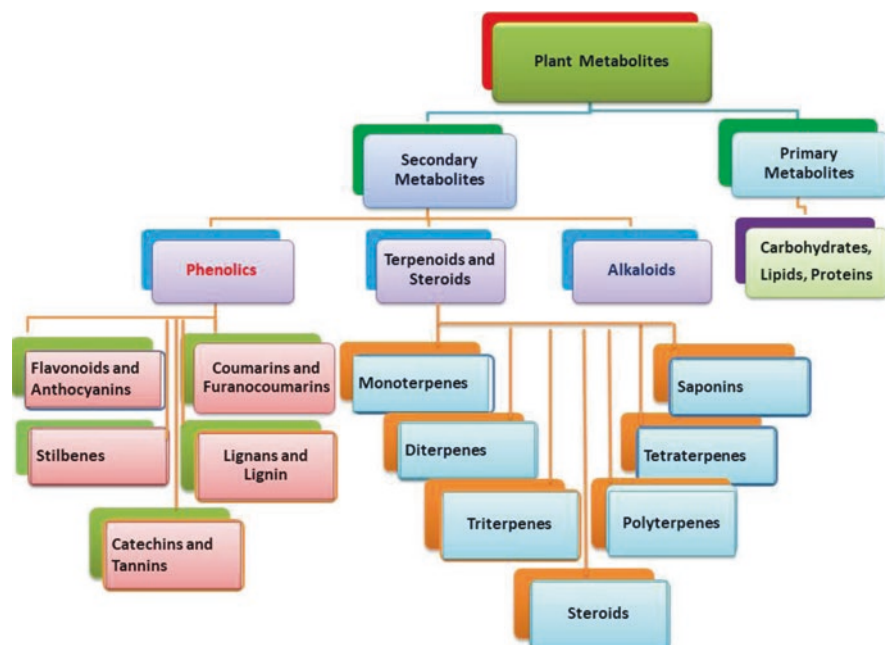 Plant Metabolites
Secondary
Metabolites
Primary
Metabolites
Phenolics
Terpenoids and
Steroids
Alkaloids
Carbohydrates,
Lipids, Proteins
Flavonoids and
Anthocyanins
Coumarins and
Furanocoumarins
Stilbenes
Lignans and
Lignin
Catechins and
Tannins
Monoterpenes
Saponins
Diterpenes
Tetraterpenes
Triterpenes
Polyterpenes
Steroids